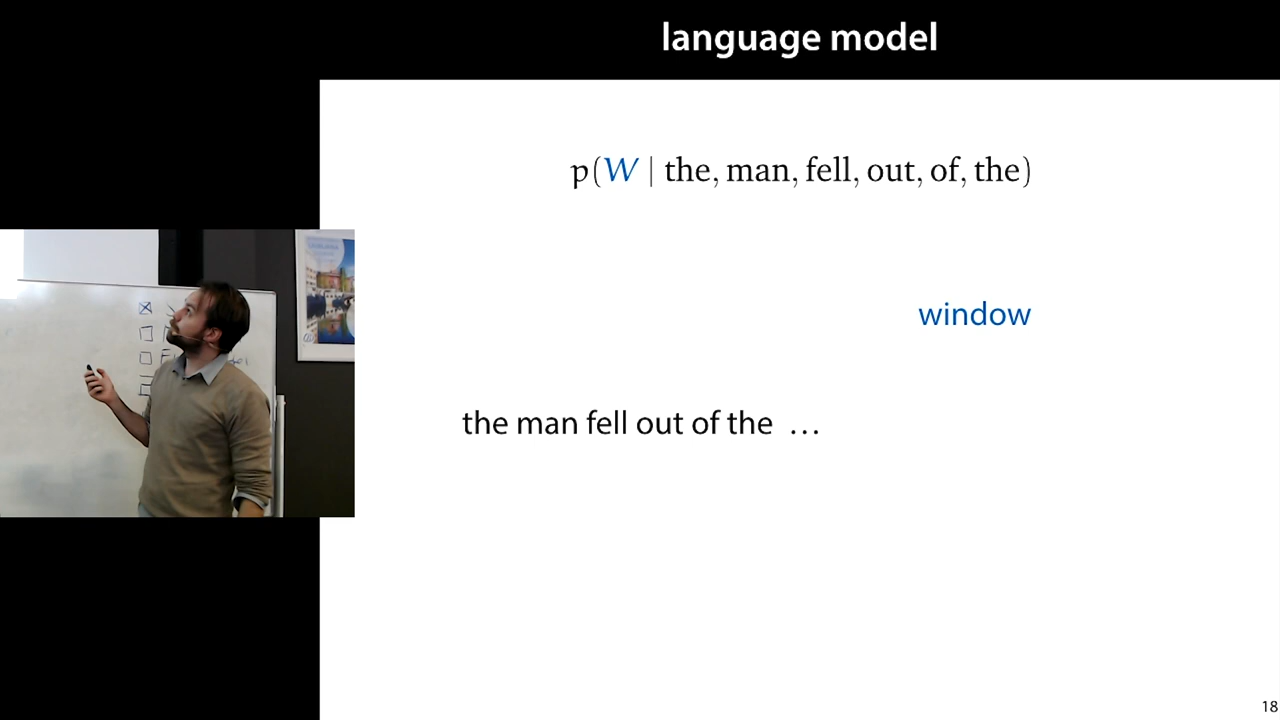 language model
p(W | the, man, fell, out, of, the)
window
the man fell out of the …
18